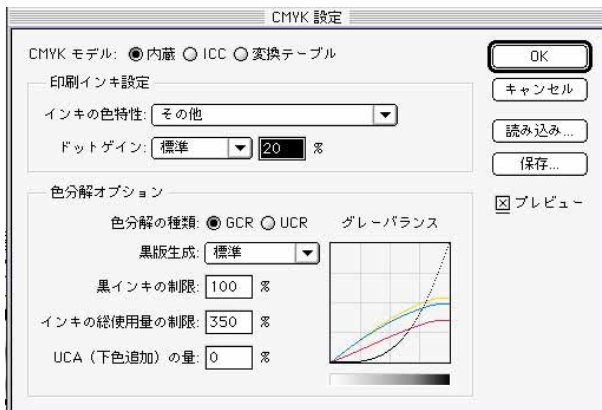 CMYK 設定
CMYK モデル: 内蔵 ICC 変換テーブル
印刷インキ設定
インキの色特性: その他
ドットゲイン: 標準 20 %
色分解オプション
色分解の種類: GCR UCR
黒版生成: 標準
黒インキの制限: 100 %
インキの総使用量の制限: 350 %
UCA（下色追加）の量: 0 %
グレーバランス
OK
キャンセル
読み込み...
保存...
プレビュー